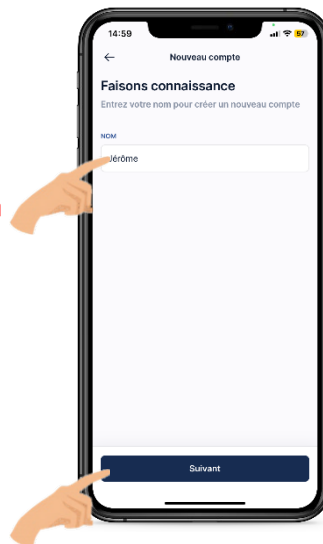 14:59
57
Nouveau compte
Faisons connaissance
Entrez votre nom pour créer un nouveau compte
NOM
Jérôme
Suivant